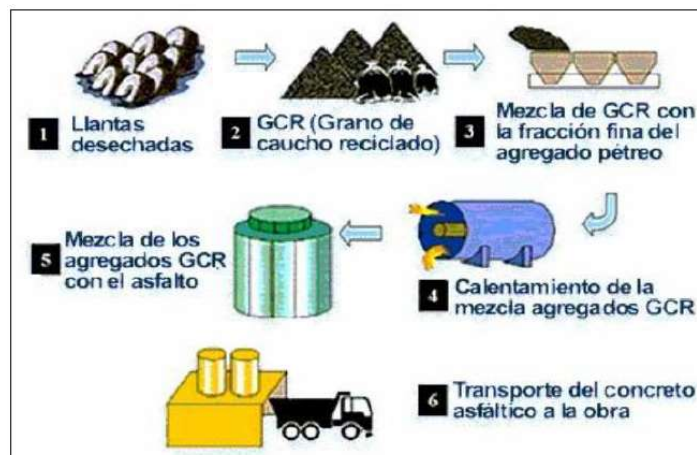 1 Llantas
desechadas
2 GCR (Grano de
caucho reciclado)
3 Mezcla de GCR con
la fracción fina del
agregado pétreo
4 Calentamiento de la
mezcla agregados GCR
5 Mezcla de los
agregados GCR
con el asfalto
6 Transporte del concreto
asfáltico a la obra